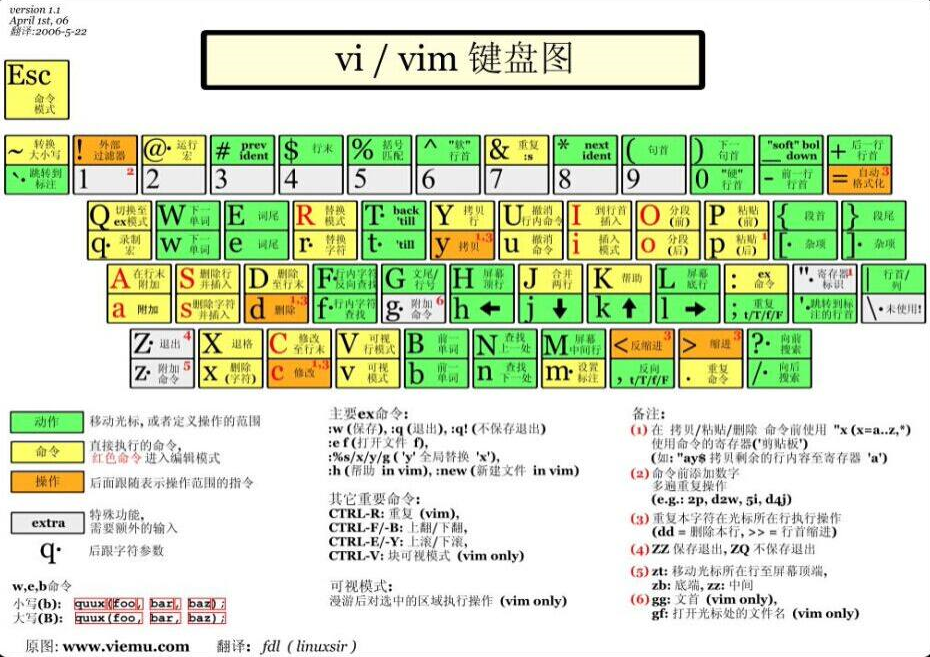 version 1.1
April 1st, 06
翻译:2006-5-22
vi / vim 键盘图
Esc
命令
模式
~ 转换大小写
! 外部过滤器
@· 运行宏
# prev ident
$ 行末
% 括号匹配
^ "软"行首
& 重复 :s
* next ident
( 句首
) 下一句首
"soft" bol _ down
+ 后一行行首
`· 跳转到标注
1 2
2
3
4
5
6
7
8
9
0 "硬"行首
- 前一行行首
= 自动格式化 3
Q 切换至ex模式
W 下一单词
E 词尾
R 替换模式
T· back 'till
Y 拷贝行
U 撤消行内命令
I 到行首插入
O 分段(前)
P 粘贴(前)
{ 段首
} 段尾
q· 录制宏
w 下一单词
e 词尾
r· 替换字符
t· 'till
y 拷贝 1,3
u 撤消命令
i 插入模式
o 分段(后)
p 粘贴(后) 1
[· 杂项
]· 杂项
A 在行末附加
S 删除行并插入
D 删除至行末
F· 行内字符反向查找
G 文尾/行号
H 屏幕顶行
J 合并两行
K 帮助
L 屏幕底行
: ex 命令
"· 寄存器标识 1
| 行首/列
a 附加
s 删除字符并插入
d 删除 1,3
f· 行内字符查找
g· 附加命令 6
h ←
j ↓
k ↑
l →
; 重复 t/T/f/F
'· 跳转到标注的行首
\· 未使用!
Z· 退出 4
X 退格
C 修改至行末
V 可视行模式
B 前一单词
N 查找上一处
M 屏幕中间行
< 反缩进 3
> 缩进 3
?· 向前搜索
z· 附加命令 5
x 删除(字符)
c 修改 1,3
v 可视模式
b 前一单词
n 查找下一处
m· 设置标注
, 反向 t/T/f/F
. 重复命令
/· 向后搜索
动作 移动光标, 或者定义操作的范围
命令 直接执行的命令,
红色命令 进入编辑模式
操作 后面跟随表示操作范围的指令
extra 特殊功能,
需要额外的输入
q· 后跟字符参数
w,e,b命令
小写(b): quux(foo, bar, baz);
大写(B): quux(foo, bar, baz);
主要ex命令:
:w (保存), :q (退出), :q! (不保存退出)
:e f (打开文件 f),
:%s/x/y/g ( 'y' 全局替换 'x'),
:h (帮助 in vim), :new (新建文件 in vim)
其它重要命令:
CTRL-R: 重复 (vim),
CTRL-F/-B: 上翻/下翻,
CTRL-E/-Y: 上滚/下滚,
CTRL-V: 块可视模式 (vim only)
可视模式:
漫游后对选中的区域执行操作 (vim only)
备注:
(1) 在 拷贝/粘贴/删除 命令前使用 "x (x=a..z,*)
使用命令的寄存器('剪贴板')
(如: "ay$ 拷贝剩余的行内容至寄存器 'a')
(2) 命令前添加数字
多遍重复操作
(e.g.: 2p, d2w, 5i, d4j)
(3) 重复本字符在光标所在行执行操作
(dd = 删除本行, >> = 行首缩进)
(4) ZZ 保存退出, ZQ 不保存退出
(5) zt: 移动光标所在行至屏幕顶端,
zb: 底端, zz: 中间
(6) gg: 文首 (vim only),
gf: 打开光标处的文件名 (vim only)
原图: www.viemu.com 翻译: fdl ( linuxsir )